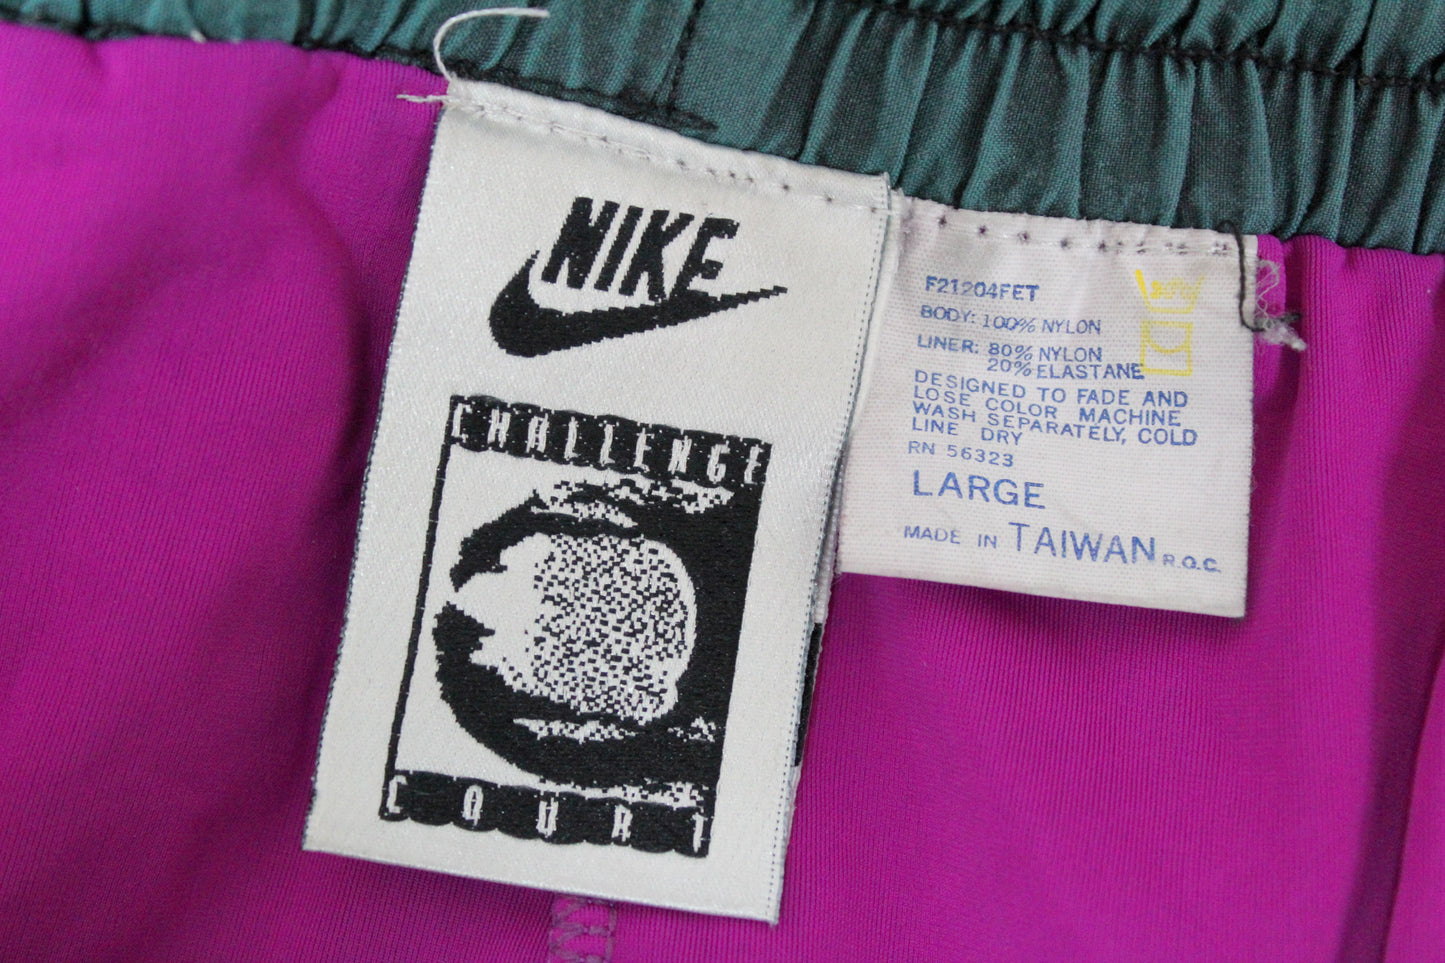 NIKE
CHALLENGE
COURT
F21204FET
BODY: 100% NYLON
LINER: 80% NYLON
20% ELASTANE
DESIGNED TO FADE AND
LOSE COLOR MACHINE
WASH SEPARATELY, COLD
LINE DRY
RN 56323
LARGE
MADE IN TAIWAN R.O.C.